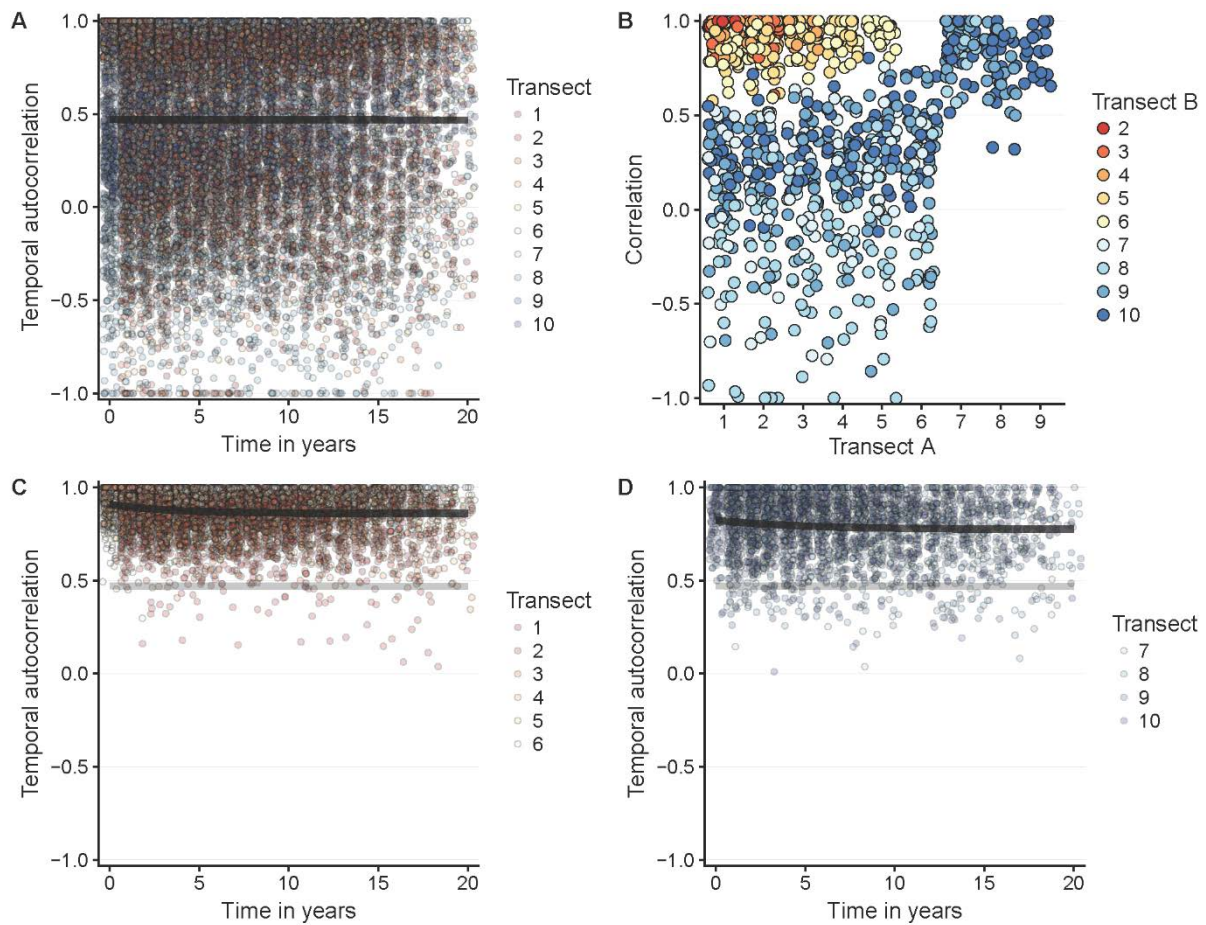 A
Temporal autocorrelation
1.0
0.5
0.0
−0.5
−1.0
0 5 10 15 20
Time in years
Transect
1
2
3
4
5
6
7
8
9
10
B
Correlation
1.0
0.5
0.0
−0.5
−1.0
1 2 3 4 5 6 7 8 9
Transect A
Transect B
2
3
4
5
6
7
8
9
10
C
Temporal autocorrelation
1.0
0.5
0.0
−0.5
−1.0
0 5 10 15 20
Time in years
Transect
1
2
3
4
5
6
D
Temporal autocorrelation
1.0
0.5
0.0
−0.5
−1.0
0 5 10 15 20
Time in years
Transect
7
8
9
10